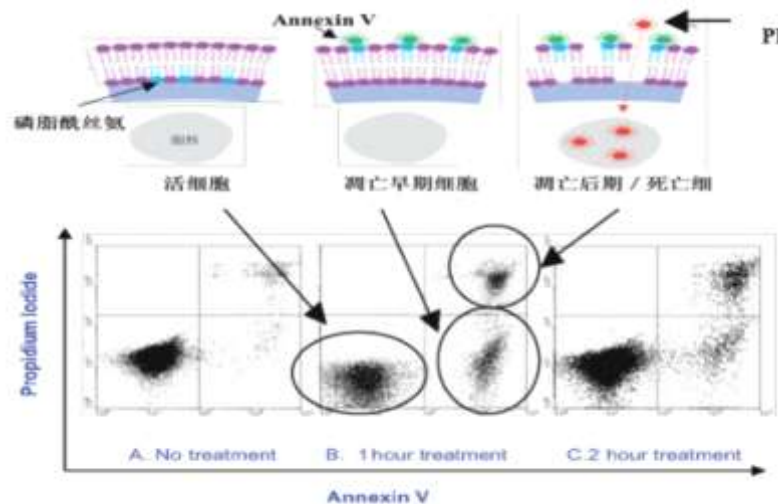 Annexin V
PI
磷脂酰丝氨
活细胞
凋亡早期细胞
凋亡后期 / 死亡细
Propidium Iodide
A. No treatment
B. 1 hour treatment
C.2 hour treatment
Annexin V